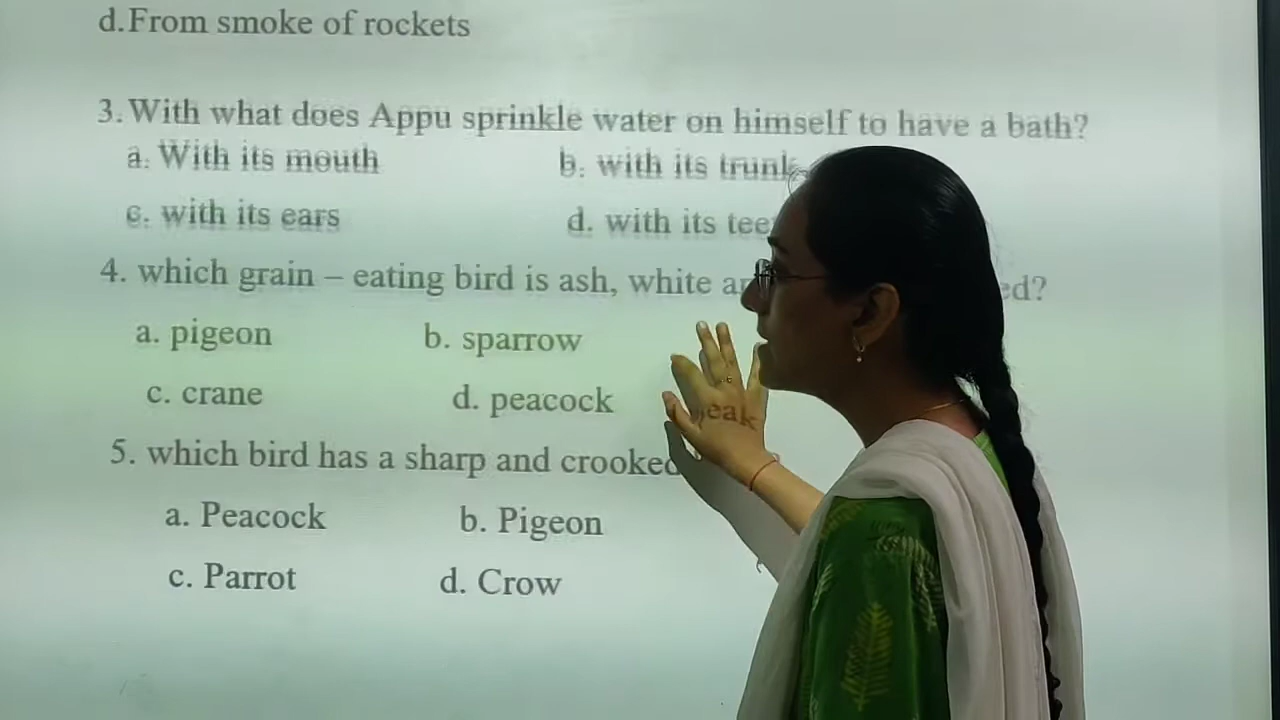 d.From smoke of rockets
3. With what does Appu sprinkle water on himself to have a bath?
a. With its mouth b. with its trunk
c. with its ears d. with its
4. which grain – eating bird is ash, white
a. pigeon b. sparrow
c. crane d. peacock
5. which bird has a sharp and crooked
a. Peacock b. Pigeon
c. Parrot d. Crow